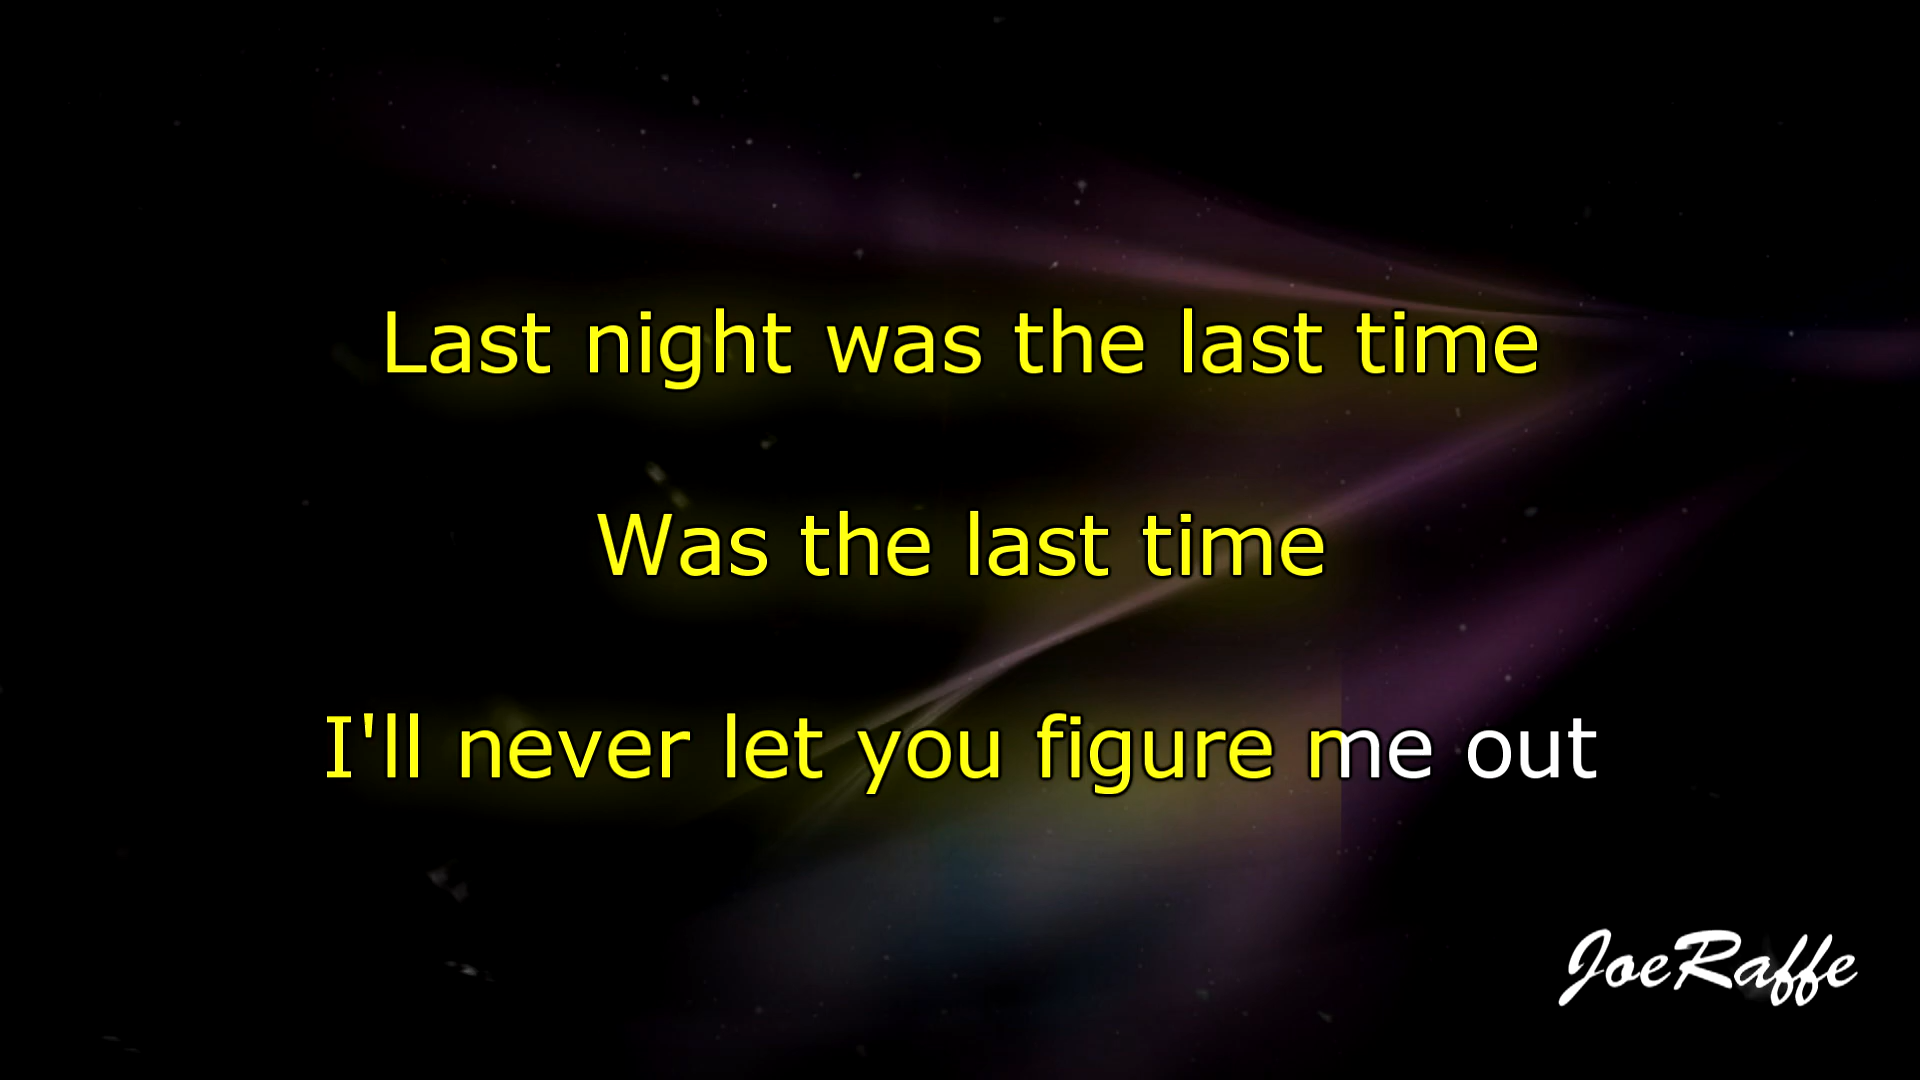 Last night was the last time
Was the last time
I'll never let you figure me out
JoeRaffe